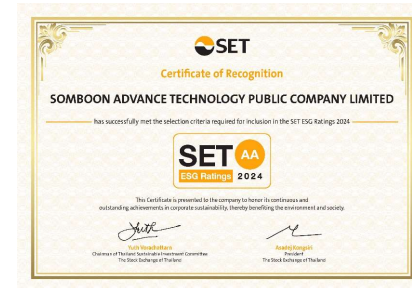 SET
Certificate of Recognition
SOMBOON ADVANCE TECHNOLOGY PUBLIC COMPANY LIMITED
has successfully met the selection criteria required for inclusion in the SET ESG Ratings 2024
SET AA
ESG Ratings 2024
This Certificate is presented to the company to honor its continuous and
outstanding achievements in corporate sustainability, thereby benefiting the environment and society.
Yuth Vorachattarn
Chairman of Thailand Sustainable Investment Committee
The Stock Exchange of Thailand
Asadej Kongsiri
President
The Stock Exchange of Thailand